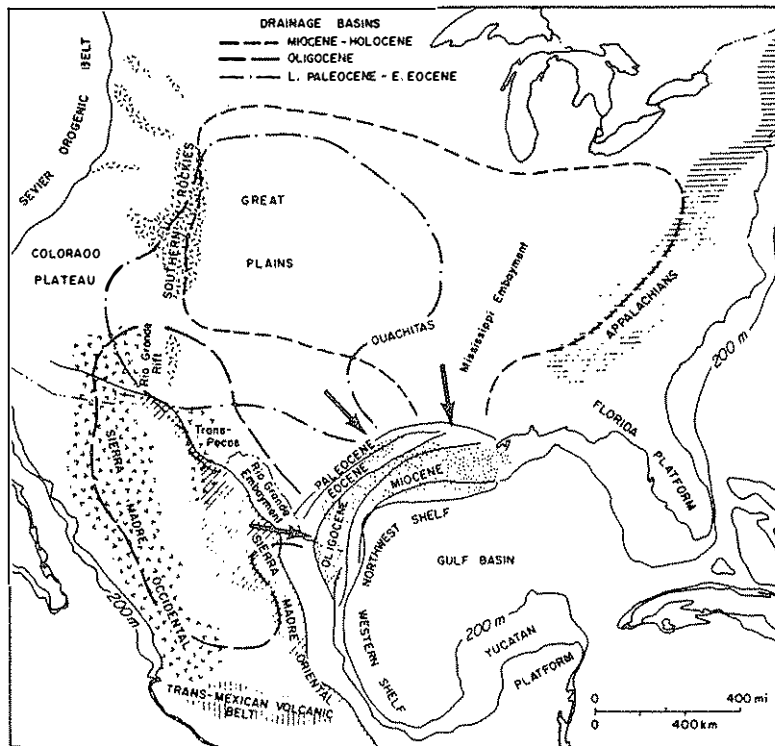 DRAINAGE BASINS
MIOCENE-HOLOCENE
OLIGOCENE
L. PALEOCENE - E. EOCENE
SEVIER OROGENIC BELT
SOUTHERN ROCKIES
GREAT
PLAINS
COLORADO
PLATEAU
Mississippi Embayment
OUACHITAS
APPALACHIANS
200 m
Rio Grande
Rift
Trans-
Pecos
Rio Grande
Embayment
PALEOCENE
EOCENE
OLIGOCENE
MIOCENE
FLORIDA
PLATFORM
SIERRA
MADRE
OCCIDENTAL
NORTHWEST SHELF
GULF BASIN
SIERRA
MADRE ORIENTAL
WESTERN SHELF
200m
200 m
YUCATAN
PLATFORM
TRANS-MEXICAN VOLCANIC
BELT
0 400 mi
0 400 km